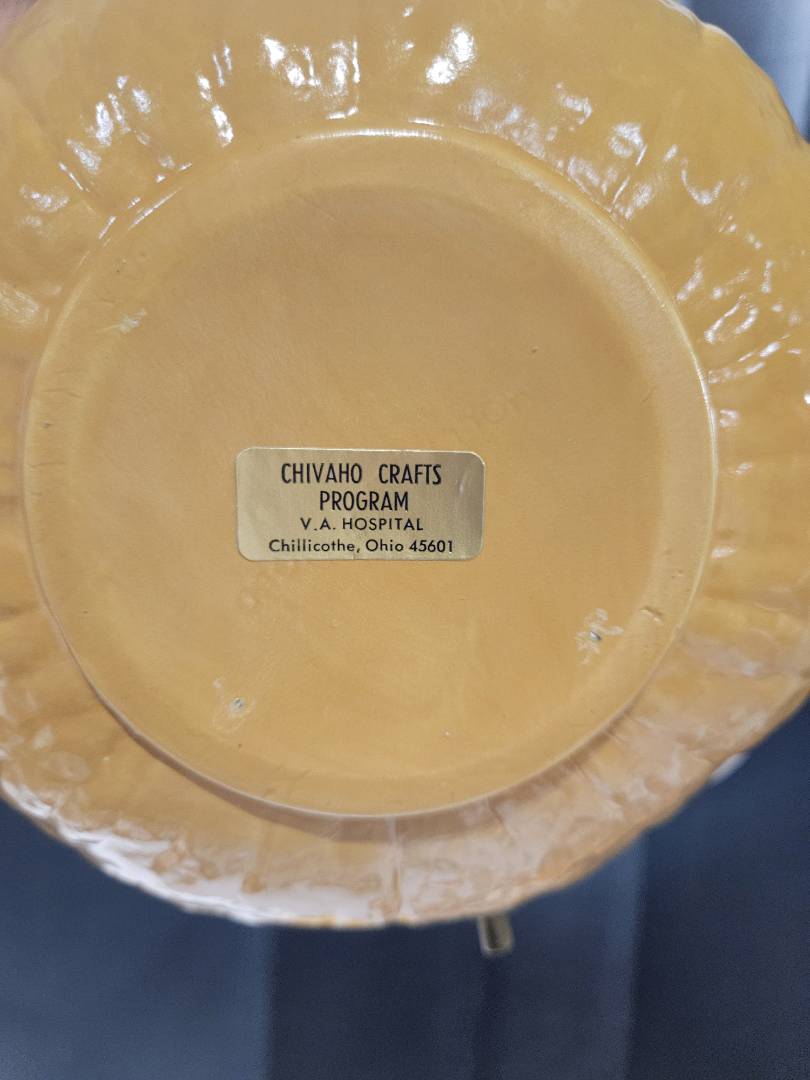 CHIVAHO CRAFTS
PROGRAM
V.A. HOSPITAL
Chillicothe, Ohio 45601